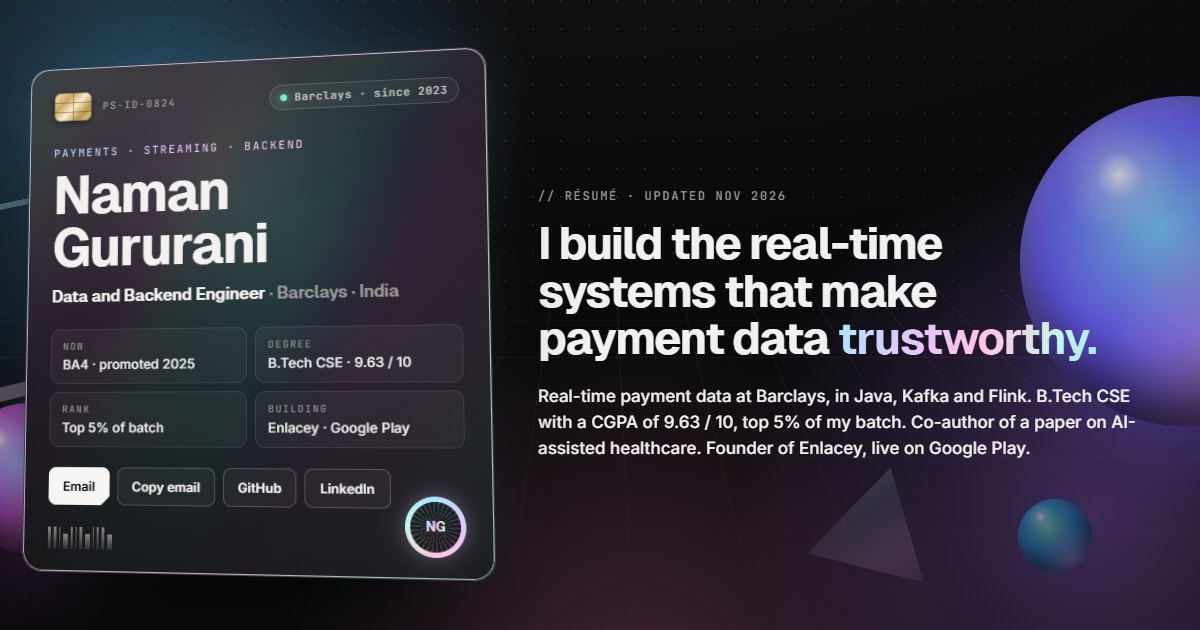 PS-ID-0824
Barclays · since 2023
PAYMENTS · STREAMING · BACKEND
Naman
Gururani
Data and Backend Engineer · Barclays · India
NOW
BA4 · promoted 2025
DEGREE
B.Tech CSE · 9.63 / 10
RANK
Top 5% of batch
BUILDING
Enlacey · Google Play
Email
Copy email
GitHub
LinkedIn
NG
// RÉSUMÉ · UPDATED NOV 2026
I build the real-time
systems that make
payment data trustworthy.
Real-time payment data at Barclays, in Java, Kafka and Flink. B.Tech CSE
with a CGPA of 9.63 / 10, top 5% of my batch. Co-author of a paper on AI-
assisted healthcare. Founder of Enlacey, live on Google Play.